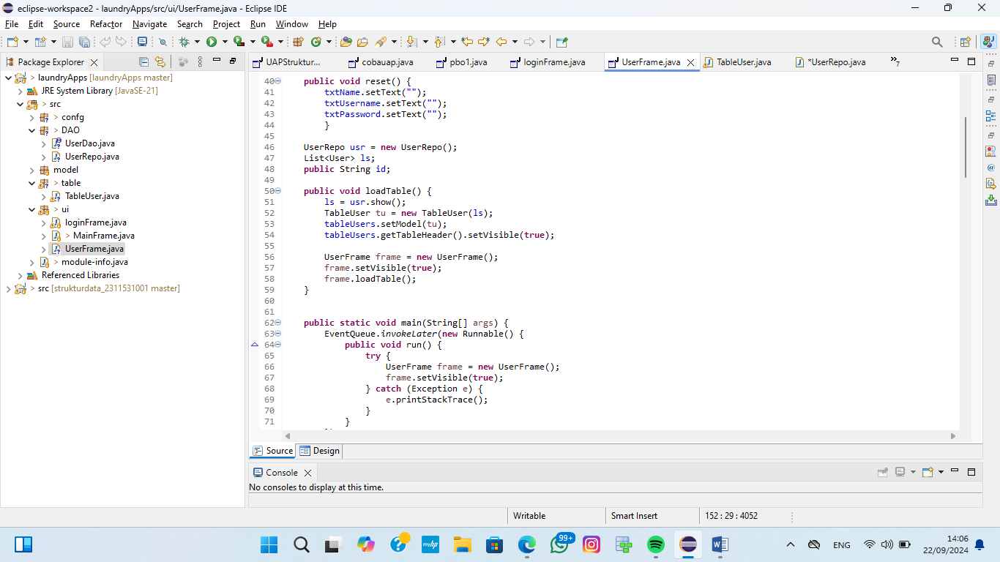 eclipse-workspace2 - laundryApps/src/ui/UserFrame.java - Eclipse IDE
File Edit Source Refactor Navigate Search Project Run Window Help
Package Explorer
> laundryApps [laundryApps master]
JRE System Library [JavaSE-21]
> src
> confg
> DAO
UserDao.java
UserRepo.java
model
> table
TableUser.java
> ui
loginFrame.java
> MainFrame.java
UserFrame.java
> module-info.java
Referenced Libraries
> src [strukturdata_2311531001 master]
UAPStruktur... cobauap.java pbo1.java loginFrame.java UserFrame.java TableUser.java *UserRepo.java »7
40 public void reset() {
41 txtName.setText("");
42 txtUsername.setText("");
43 txtPassword.setText("");
44 }
45
46 UserRepo usr = new UserRepo();
47 List<User> ls;
48 public String id;
49
50 public void loadTable() {
51 ls = usr.show();
52 TableUser tu = new TableUser(ls);
53 tableUsers.setModel(tu);
54 tableUsers.getTableHeader().setVisible(true);
55
56 UserFrame frame = new UserFrame();
57 frame.setVisible(true);
58 frame.loadTable();
59 }
60
61
62 public static void main(String[] args) {
63 EventQueue.invokeLater(new Runnable() {
64 public void run() {
65 try {
66 UserFrame frame = new UserFrame();
67 frame.setVisible(true);
68 } catch (Exception e) {
69 e.printStackTrace();
70 }
71 }
Source Design
Console
No consoles to display at this time.
Writable Smart Insert 152 : 29 : 4052
myhp
99+
ENG
14:06
22/09/2024